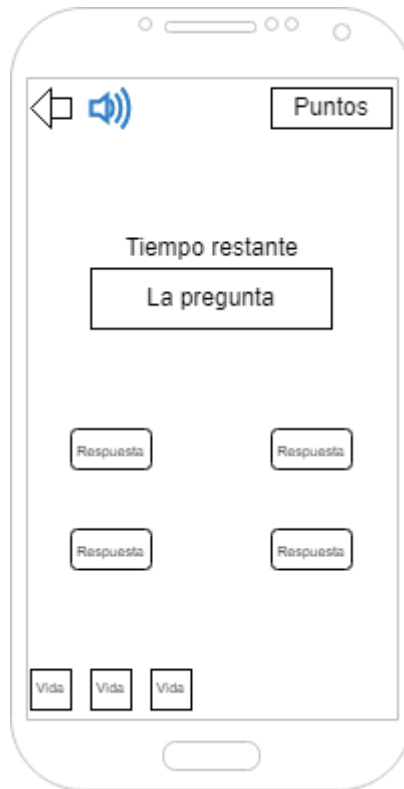 Puntos
Tiempo restante
La pregunta
Respuesta Respuesta
Respuesta Respuesta
Vida Vida Vida